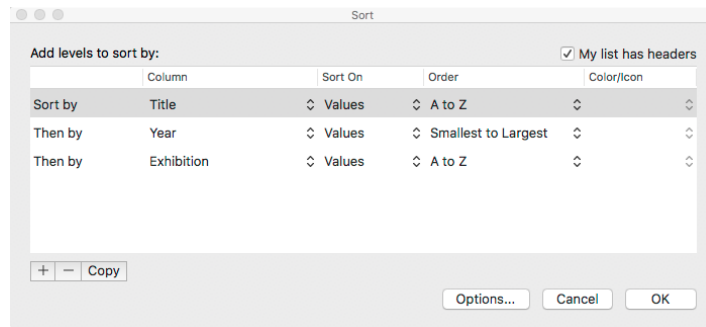 Sort
Add levels to sort by: My list has headers
Column Sort On Order Color/Icon
Sort by Title Values A to Z
Then by Year Values Smallest to Largest
Then by Exhibition Values A to Z
+ − Copy
Options... Cancel OK